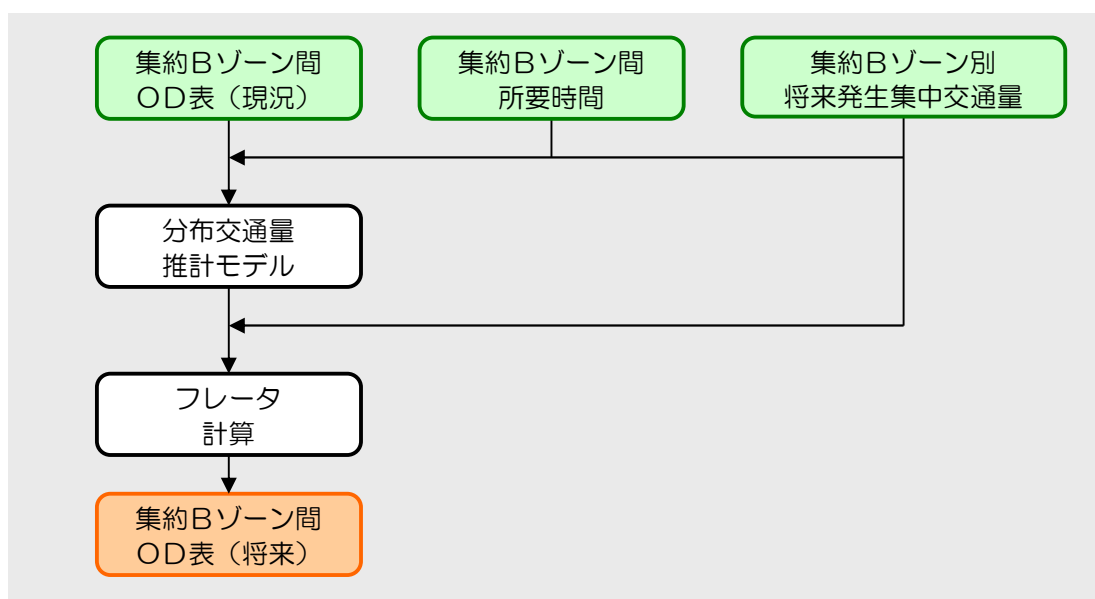 集約Ｂゾーン間
ＯＤ表（現況）
集約Ｂゾーン間
所要時間
集約Ｂゾーン別
将来発生集中交通量
分布交通量
推計モデル
フレータ
計算
集約Ｂゾーン間
ＯＤ表（将来）